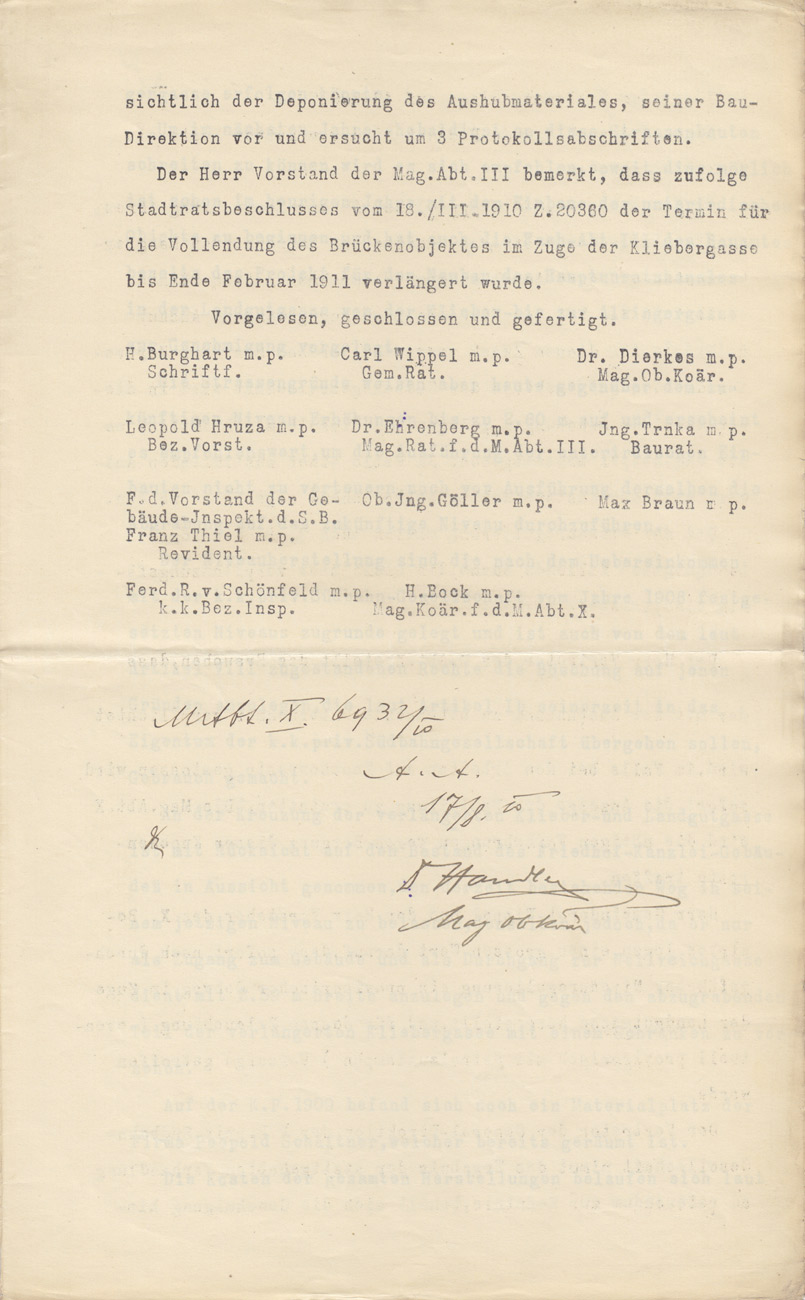 sichtlich der Deponierung des Aushubmateriales, seiner Bau-
Direktion vor und ersucht um 3 Protokollsabschriften.
Der Herr Vorstand der Mag.Abt.III bemerkt, dass zufolge
Stadtratsbeschlusses vom 18./III.1910 Z.20360 der Termin für
die Vollendung des Brückenobjektes im Zuge der Kliebergasse
bis Ende Februar 1911 verlängert wurde.
Vorgelesen, geschlossen und gefertigt.
H.Burghart m.p. Carl Wippel m.p. Dr. Dierkes m.p.
Schriftf. Gem.Rat. Mag.Ob.Koär.
Leopold Hruza m.p. Dr.Ehrenberg m.p. Jng.Trnka m.p.
Bez.Vorst. Mag.Rat.f.d.M.Abt.III. Baurat.
F.d.Vorstand der Ge- Ob.Jng.Göller m.p. Max Braun m p.
bäude-Jnspekt.d.S.B.
Franz Thiel m.p.
Revident.
Ferd.R.v.Schönfeld m.p. H.Bock m.p.
k.k.Bez.Insp. Mag.Koär.f.d.M.Abt.X.
X. 6932/10
A. A.
17/8. 10
Mag obkoär